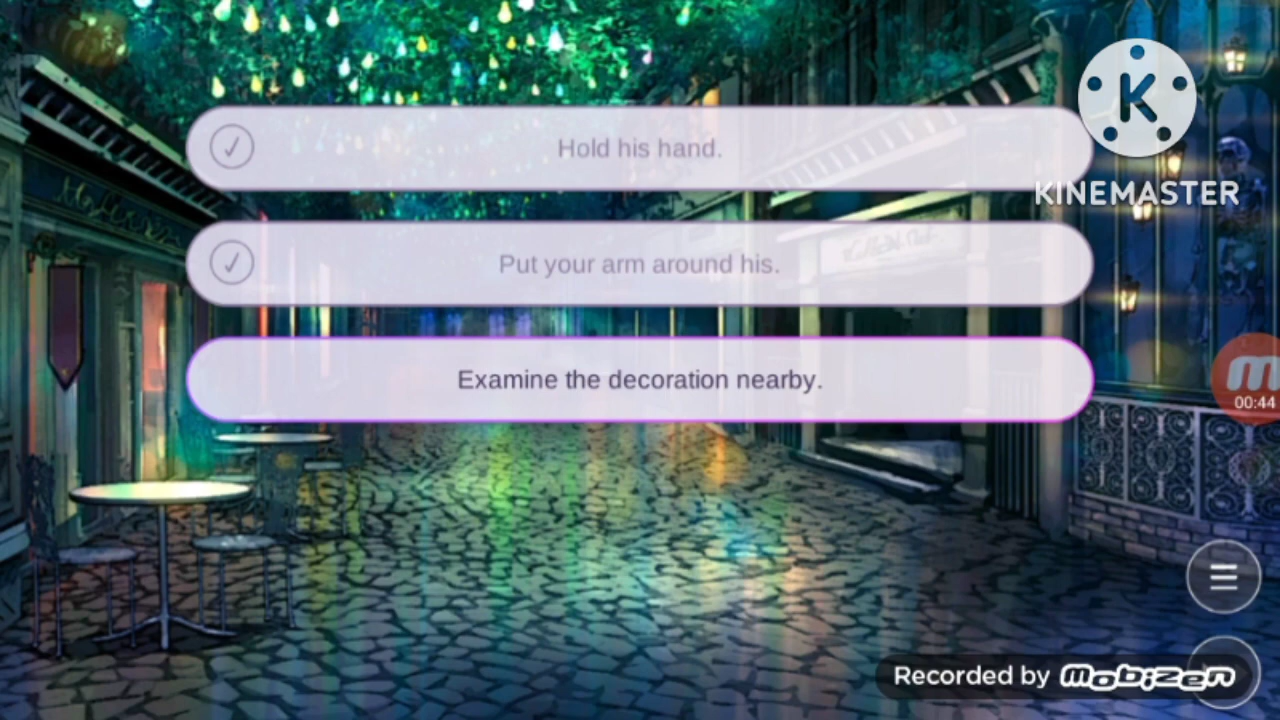 Hold his hand.
KINEMASTER
Put your arm around his.
Examine the decoration nearby.
00:44
Recorded by mobizen